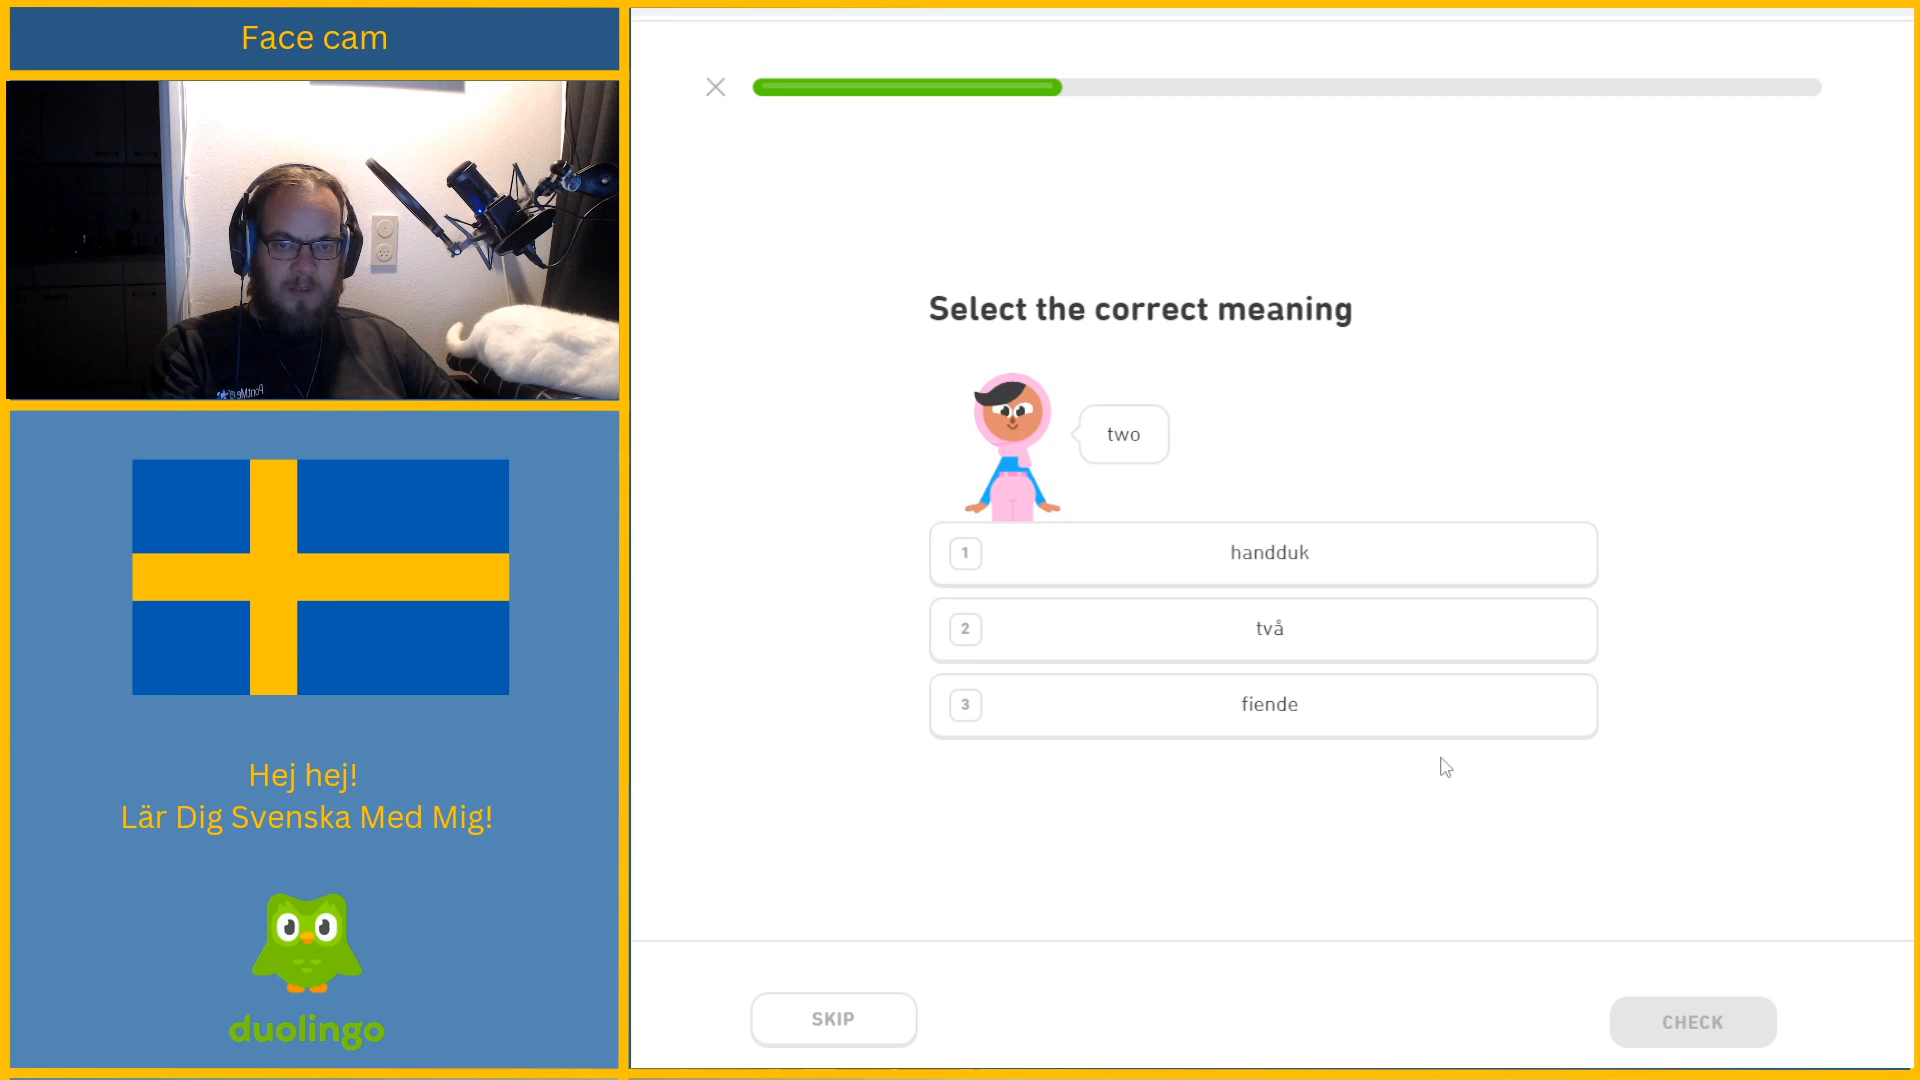 Face cam
Hej hej!
Lär Dig Svenska Med Mig!
duolingo
Select the correct meaning
two
1
handduk
2
två
3
fiende
SKIP
CHECK